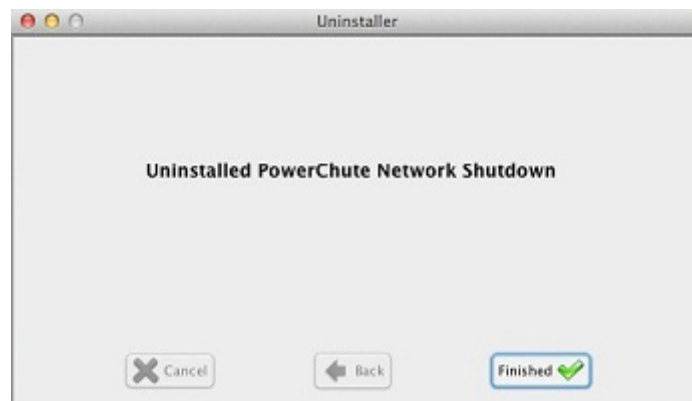 Uninstaller
Uninstalled PowerChute Network Shutdown
Cancel
Back
Finished